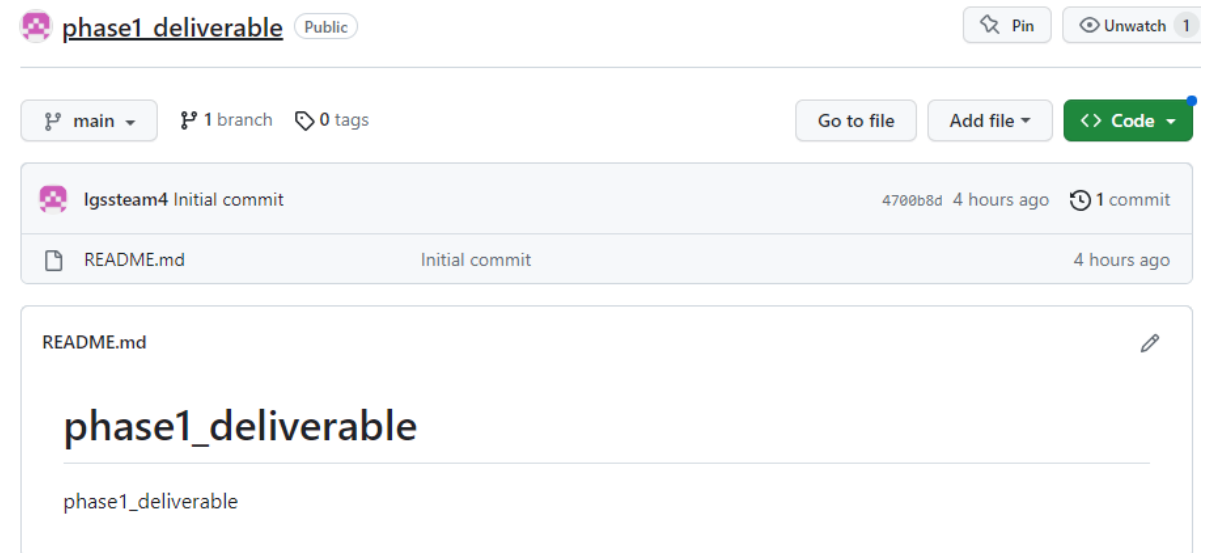 phase1_deliverable Public Pin Unwatch 1
main 1 branch 0 tags Go to file Add file <> Code
lgssteam4 Initial commit 4700b8d 4 hours ago 1 commit
README.md Initial commit 4 hours ago
README.md
phase1_deliverable
phase1_deliverable